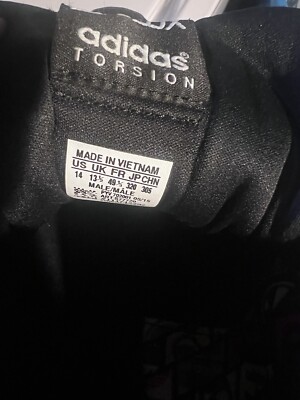 adidas
TORSION
MADE IN VIETNAM
US UK FR JP CHN
14 13½ 49⅓ 320 305
MALE/MALE